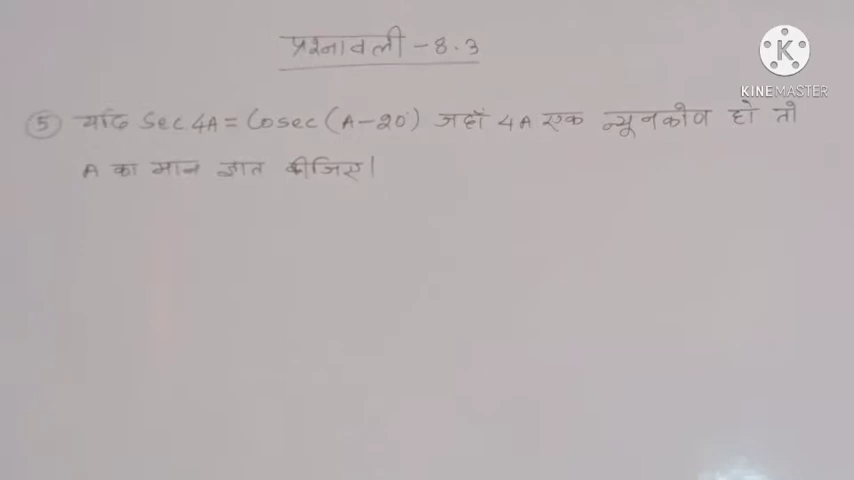 प्रश्नावली - 8.3
K
KINEMASTER
⑤ यदि Sec 4A = Cosec (A - 20°) जहाँ 4A एक न्यूनकोण हो तो
A का मान ज्ञात कीजिए।